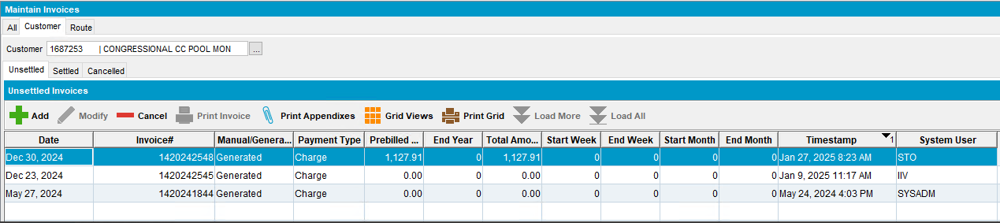 Maintain Invoices
All Customer Route
Customer 1687253 | CONGRESSIONAL CC POOL MON ...
Unsettled Settled Cancelled
Unsettled Invoices
Add Modify Cancel Print Invoice Print Appendixes Grid Views Print Grid Load More Load All
Date Invoice# Manual/Genera... Payment Type Prebilled ... End Year Total Amo... Start Week End Week Start Month End Month Timestamp 1 System User
Dec 30, 2024 1420242548 Generated Charge 1,127.91 0 1,127.91 0 0 0 0 Jan 27, 2025 8:23 AM STO
Dec 23, 2024 1420242545 Generated Charge 0.00 0 0.00 0 0 0 0 Jan 9, 2025 11:17 AM IIV
May 27, 2024 1420241844 Generated Charge 0.00 0 0.00 0 0 0 0 May 24, 2024 4:03 PM SYSADM